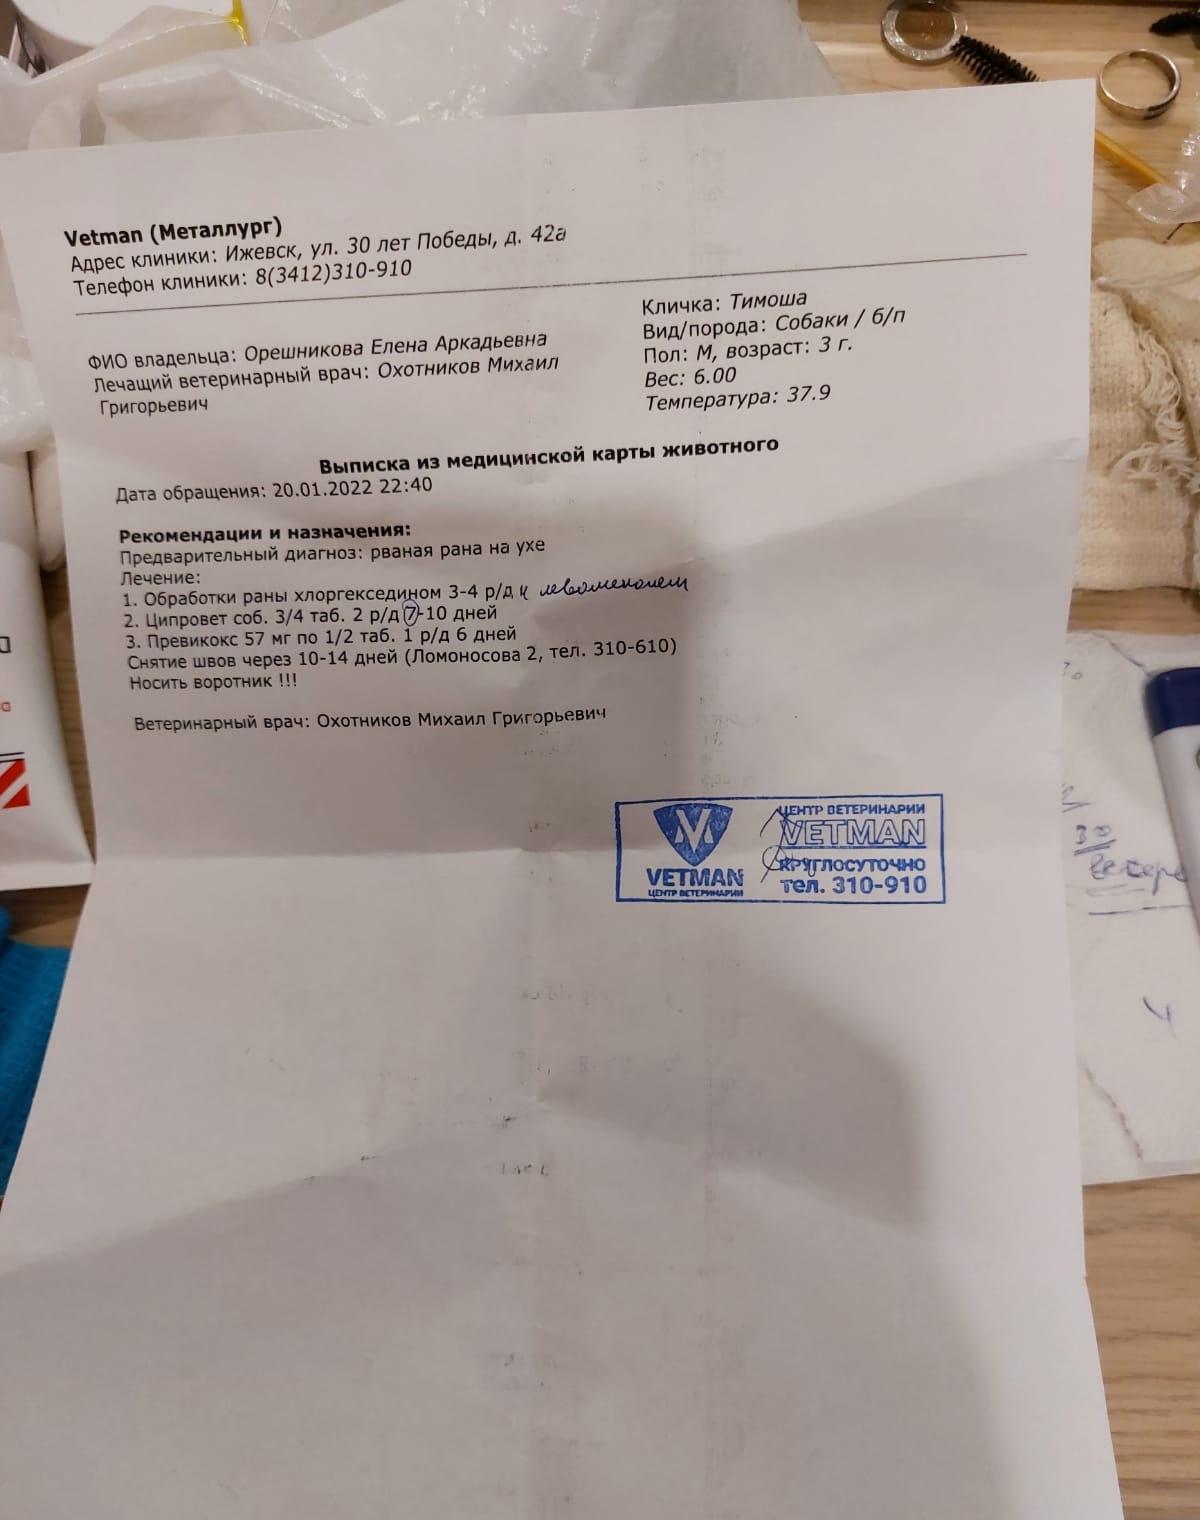 Vetman (Металлург)
Адрес клиники: Ижевск, ул. 30 лет Победы, д. 42а
Телефон клиники: 8(3412)310-910
ФИО владельца: Орешникова Елена Аркадьевна
Лечащий ветеринарный врач: Охотников Михаил
Григорьевич
Кличка: Тимоша
Вид/порода: Собаки / б/п
Пол: М, возраст: 3 г.
Вес: 6.00
Температура: 37.9
Выписка из медицинской карты животного
Дата обращения: 20.01.2022 22:40
Рекомендации и назначения:
Предварительный диагноз: рваная рана на ухе
Лечение:
1. Обработки раны хлоргекседином 3-4 р/д и левомеколем
2. Ципровет соб. 3/4 таб. 2 р/д 7-10 дней
3. Превикокс 57 мг по 1/2 таб. 1 р/д 6 дней
Снятие швов через 10-14 дней (Ломоносова 2, тел. 310-610)
Носить воротник !!!
Ветеринарный врач: Охотников Михаил Григорьевич
VETMAN
ЦЕНТР ВЕТЕРИНАРИИ
ЦЕНТР ВЕТЕРИНАРИИ
VETMAN
КРУГЛОСУТОЧНО
тел. 310-910